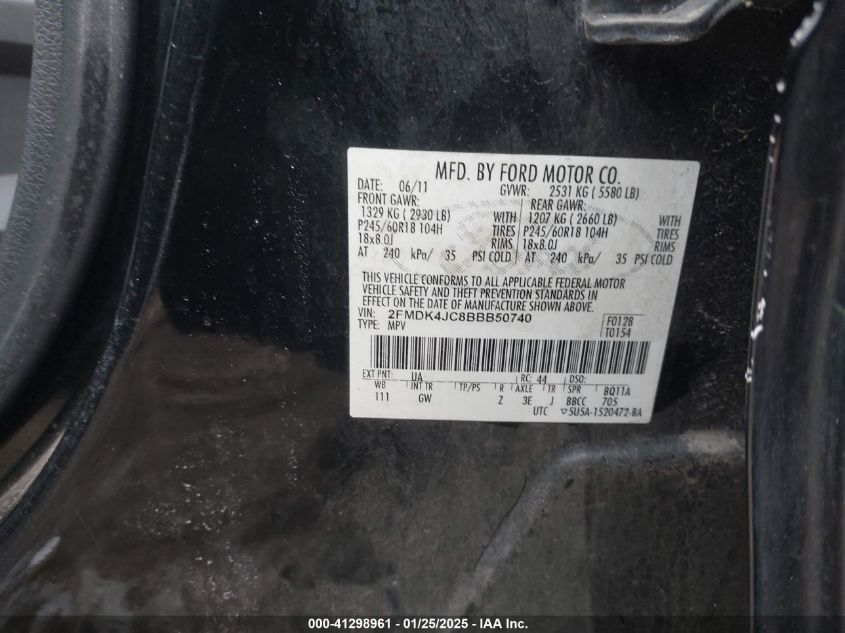 MFD. BY FORD MOTOR CO.
DATE: 06/11 GVWR: 2531 KG ( 5580 LB)
FRONT GAWR: REAR GAWR:
1329 KG ( 2930 LB) WITH 1207 KG ( 2660 LB) WITH
P245/60R18 104H TIRES P245/60R18 104H TIRES
18x8.0J RIMS 18x8.0J RIMS
AT 240 kPa/ 35 PSI COLD AT 240 kPa/ 35 PSI COLD
THIS VEHICLE CONFORMS TO ALL APPLICABLE FEDERAL MOTOR
VEHICLE SAFETY AND THEFT PREVENTION STANDARDS IN
EFFECT ON THE DATE OF MANUFACTURE SHOWN ABOVE.
VIN: 2FMDK4JC8BBB50740 F0128
TYPE: MPV T0154
EXT PNT: UA RC: 44 DSO:
WB INT TR TP/PS R AXLE TR SPR BQ11A
111 GW Z 3E J BBCC 705
UTC ▽5U5A-1520472-BA
000-41298961 - 01/25/2025 - IAA Inc.